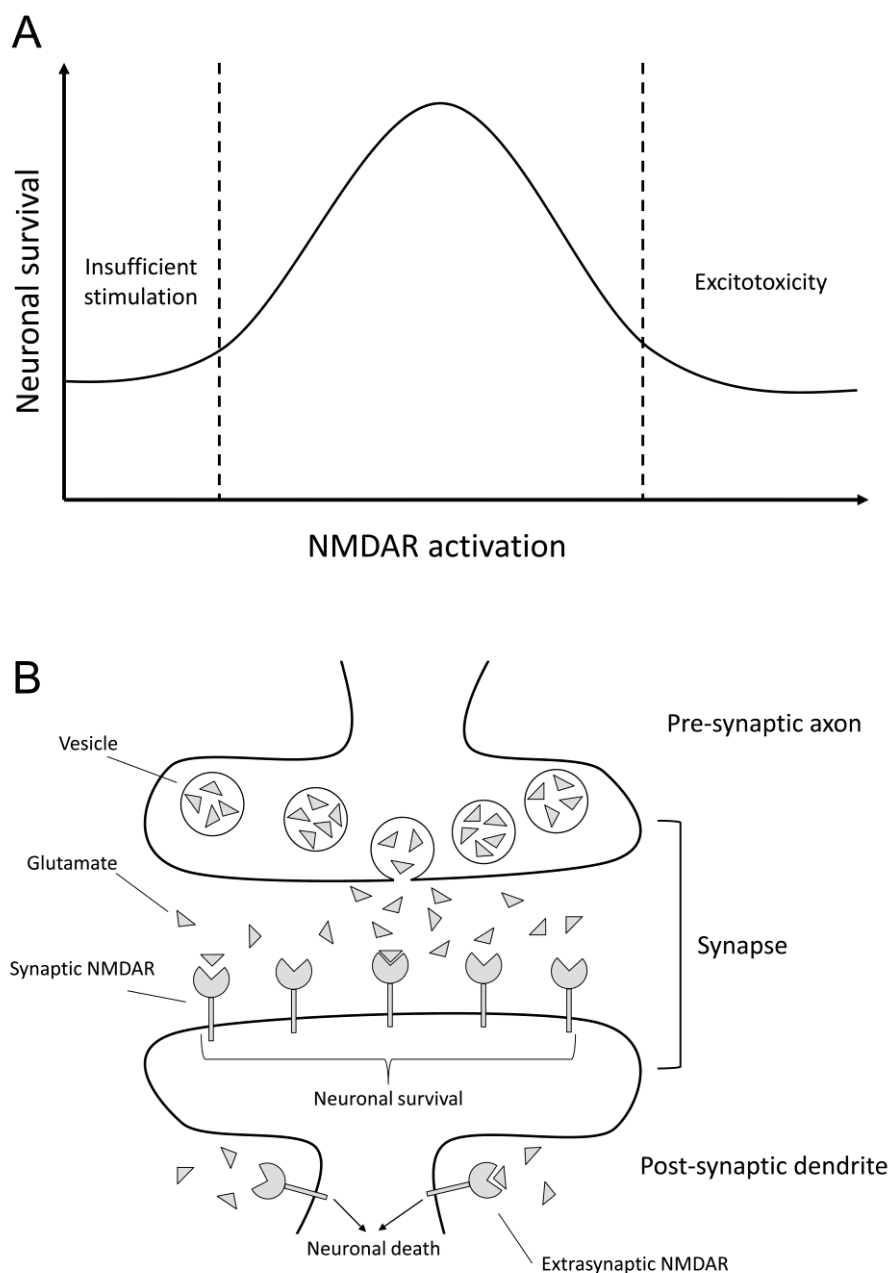 A
Neuronal survival
Insufficient
stimulation
Excitotoxicity
NMDAR activation
B
Pre-synaptic axon
Vesicle
Glutamate
Synapse
Synaptic NMDAR
Neuronal survival
Post-synaptic dendrite
Neuronal death
Extrasynaptic NMDAR